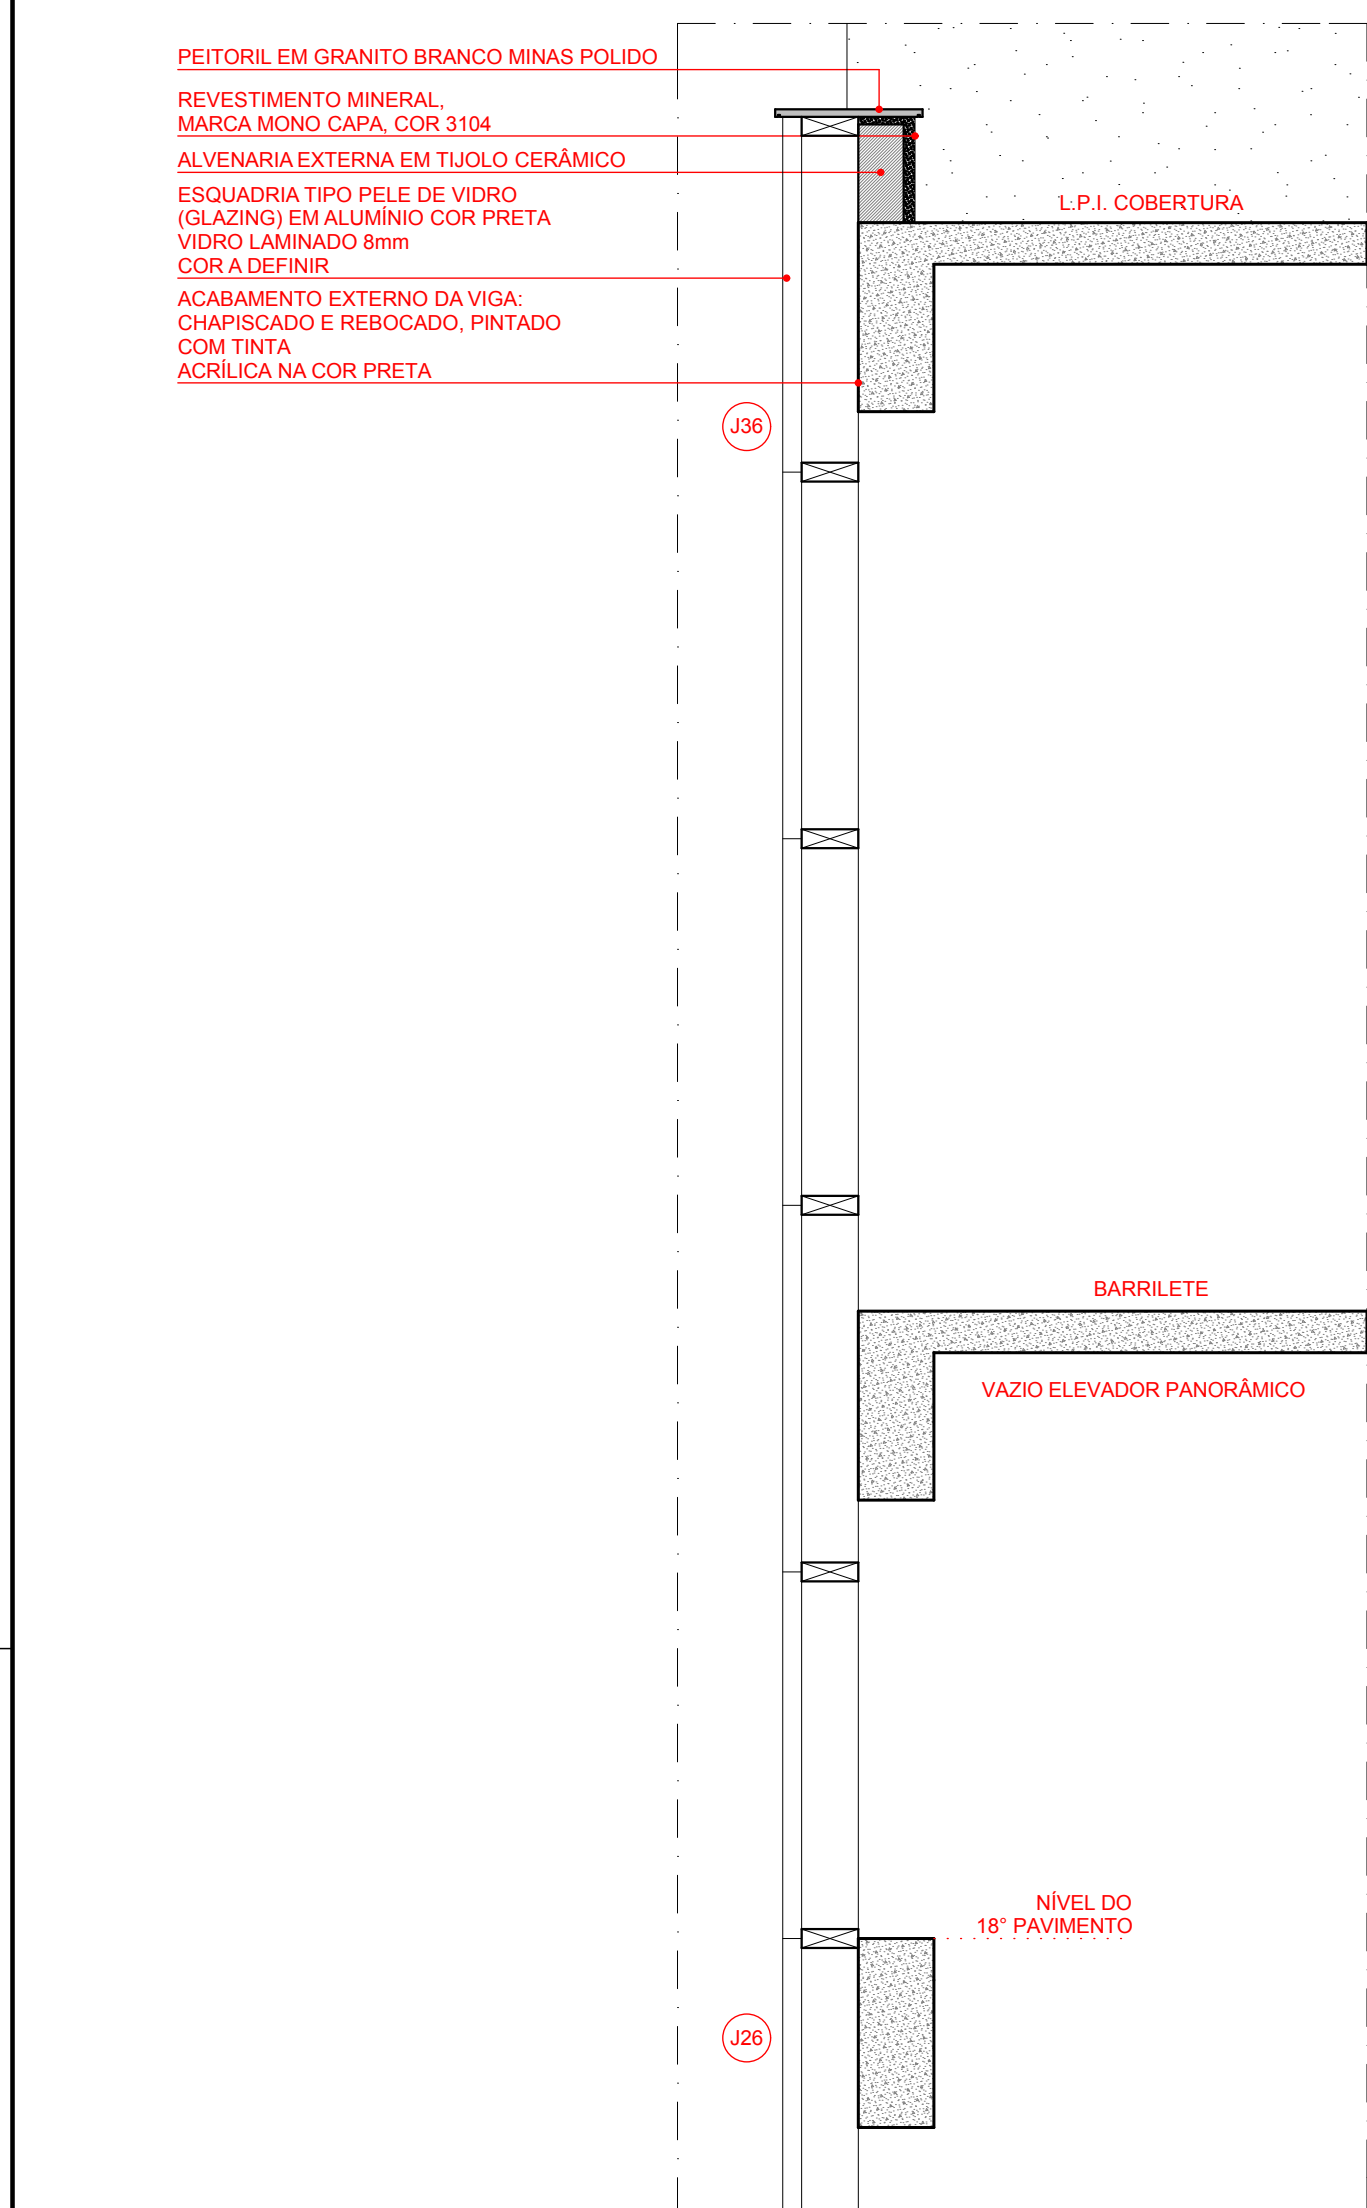 PEITORIL EM GRANITO BRANCO MINAS POLIDO
REVESTIMENTO MINERAL,
MARCA MONO CAPA, COR 3104
ALVENARIA EXTERNA EM TIJOLO CERÂMICO
ESQUADRIA TIPO PELE DE VIDRO
(GLAZING) EM ALUMÍNIO COR PRETA
VIDRO LAMINADO 8mm
COR A DEFINIR
ACABAMENTO EXTERNO DA VIGA:
CHAPISCADO E REBOCADO, PINTADO
COM TINTA
ACRÍLICA NA COR PRETA
L.P.I. COBERTURA
J36
BARRILETE
VAZIO ELEVADOR PANORÂMICO
NÍVEL DO
18° PAVIMENTO
J26